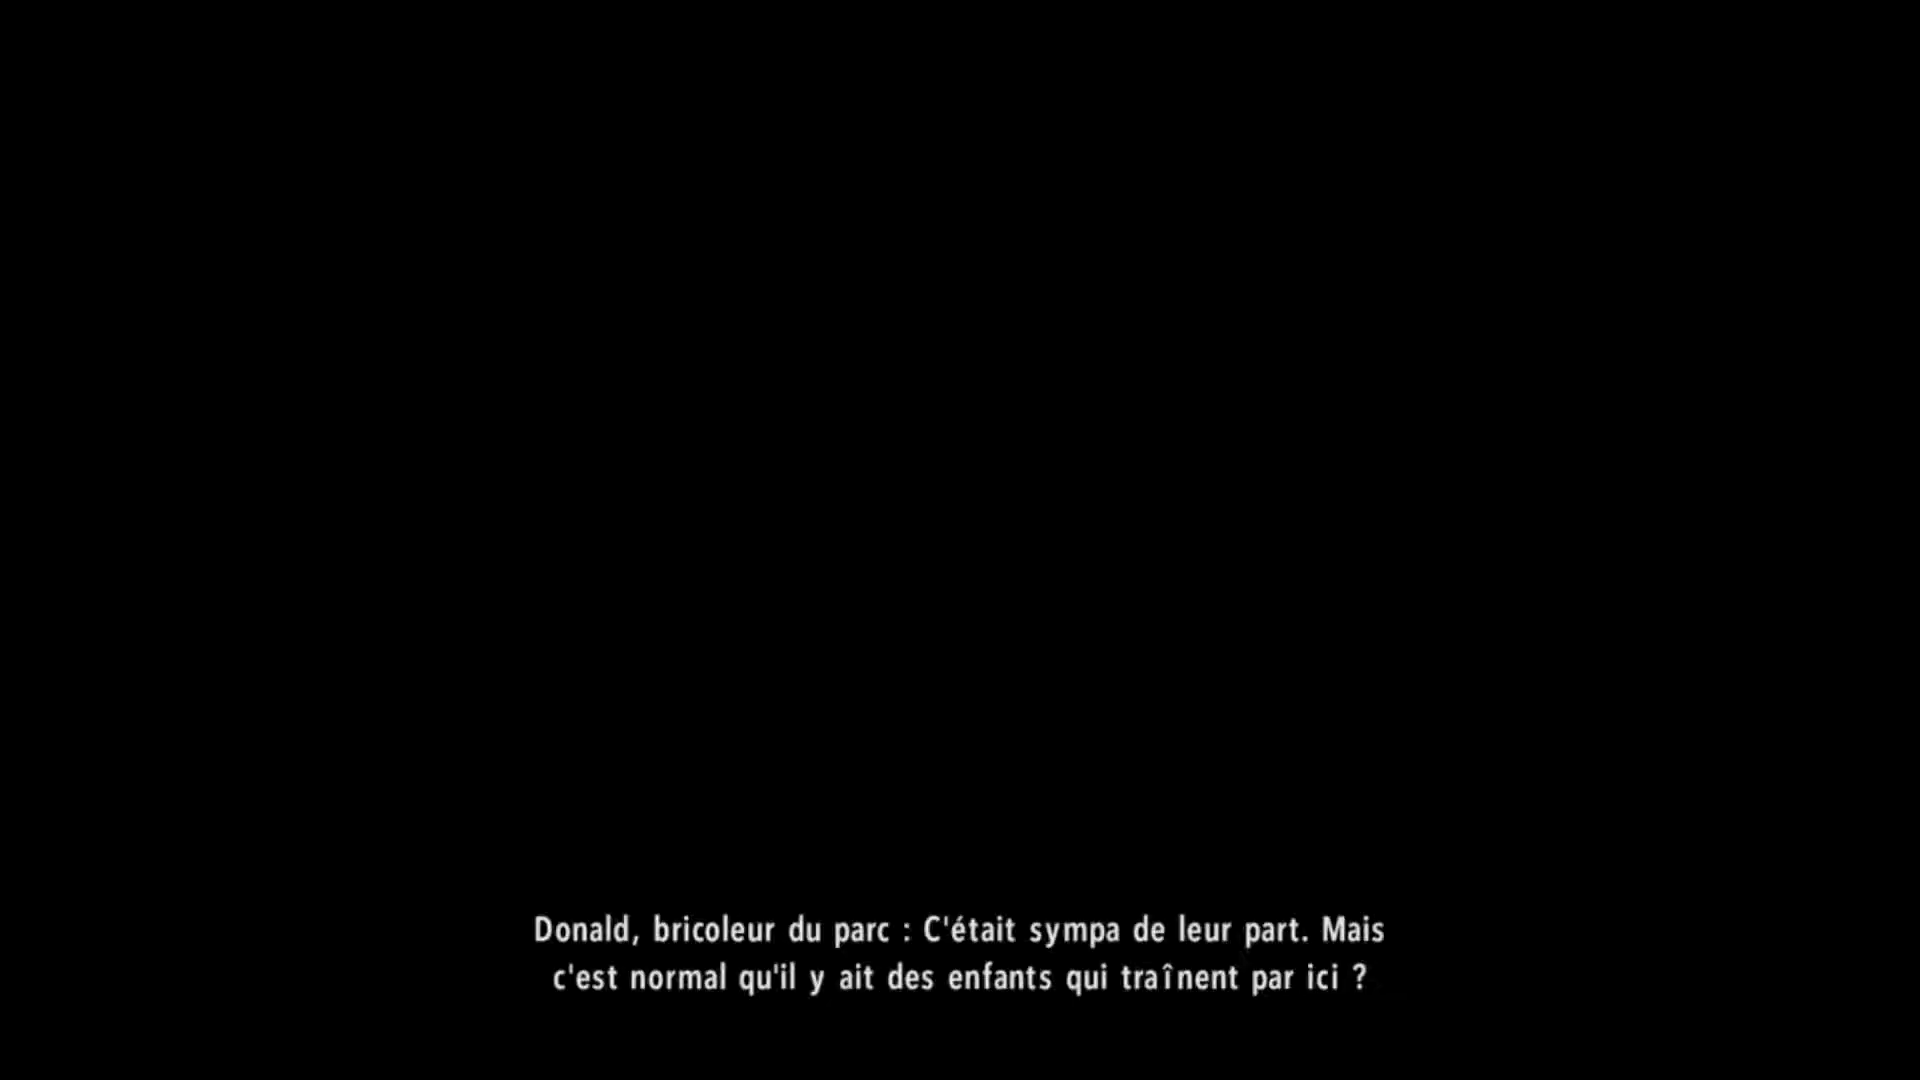 Donald, bricoleur du parc : C'était sympa de leur part. Mais
c'est normal qu'il y ait des enfants qui traînent par ici ?